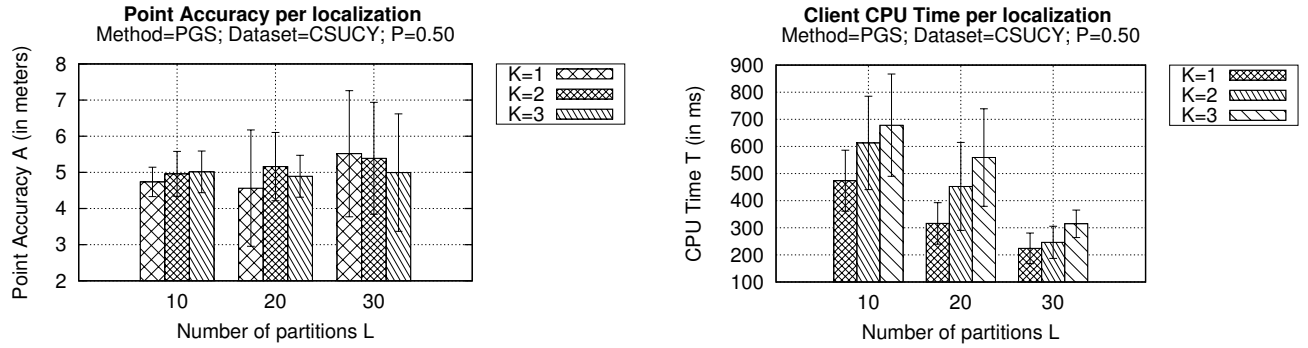 Point Accuracy per localization
Method=PGS; Dataset=CSUCY; P=0.50
Point Accuracy A (in meters)
8
7
6
5
4
3
2
10 20 30
Number of partitions L
K=1
K=2
K=3
Client CPU Time per localization
Method=PGS; Dataset=CSUCY; P=0.50
CPU Time T (in ms)
900
800
700
600
500
400
300
200
100
10 20 30
Number of partitions L
K=1
K=2
K=3